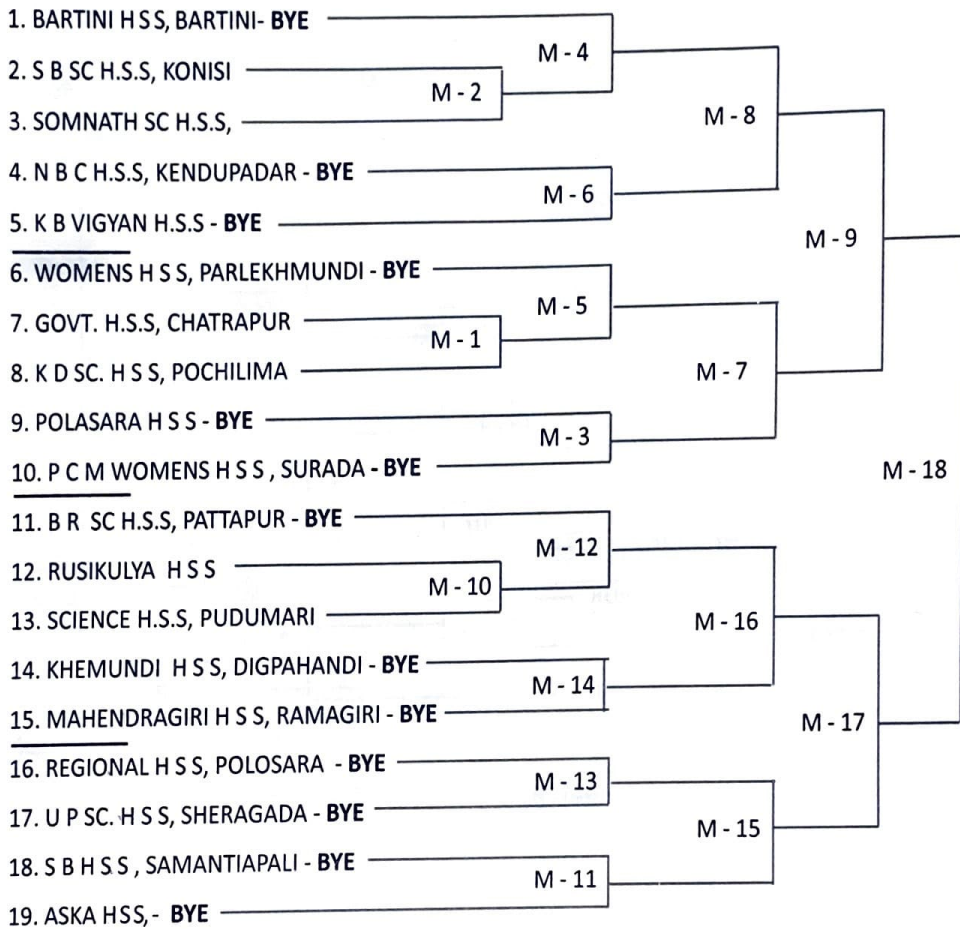 1. BARTINI H S S, BARTINI- BYE
M - 4
2. S B SC H.S.S, KONISI
M - 2
3. SOMNATH SC H.S.S,
M - 8
4. N B C H.S.S, KENDUPADAR - BYE
M - 6
5. K B VIGYAN H.S.S - BYE
M - 9
6. WOMENS H S S, PARLEKHMUNDI - BYE
M - 5
7. GOVT. H.S.S, CHATRAPUR
M - 1
8. K D SC. H S S, POCHILIMA
M - 7
9. POLASARA H S S - BYE
M - 3
10. P C M WOMENS H S S , SURADA - BYE
M - 18
11. B R SC H.S.S, PATTAPUR - BYE
M - 12
12. RUSIKULYA H S S
M - 10
13. SCIENCE H.S.S, PUDUMARI
M - 16
14. KHEMUNDI H S S, DIGPAHANDI - BYE
M - 14
15. MAHENDRAGIRI H S S, RAMAGIRI - BYE
M - 17
16. REGIONAL H S S, POLOSARA - BYE
M - 13
17. U P SC. H S S, SHERAGADA - BYE
M - 15
18. S B H S S , SAMANTIAPALI - BYE
M - 11
19. ASKA HSS,- BYE